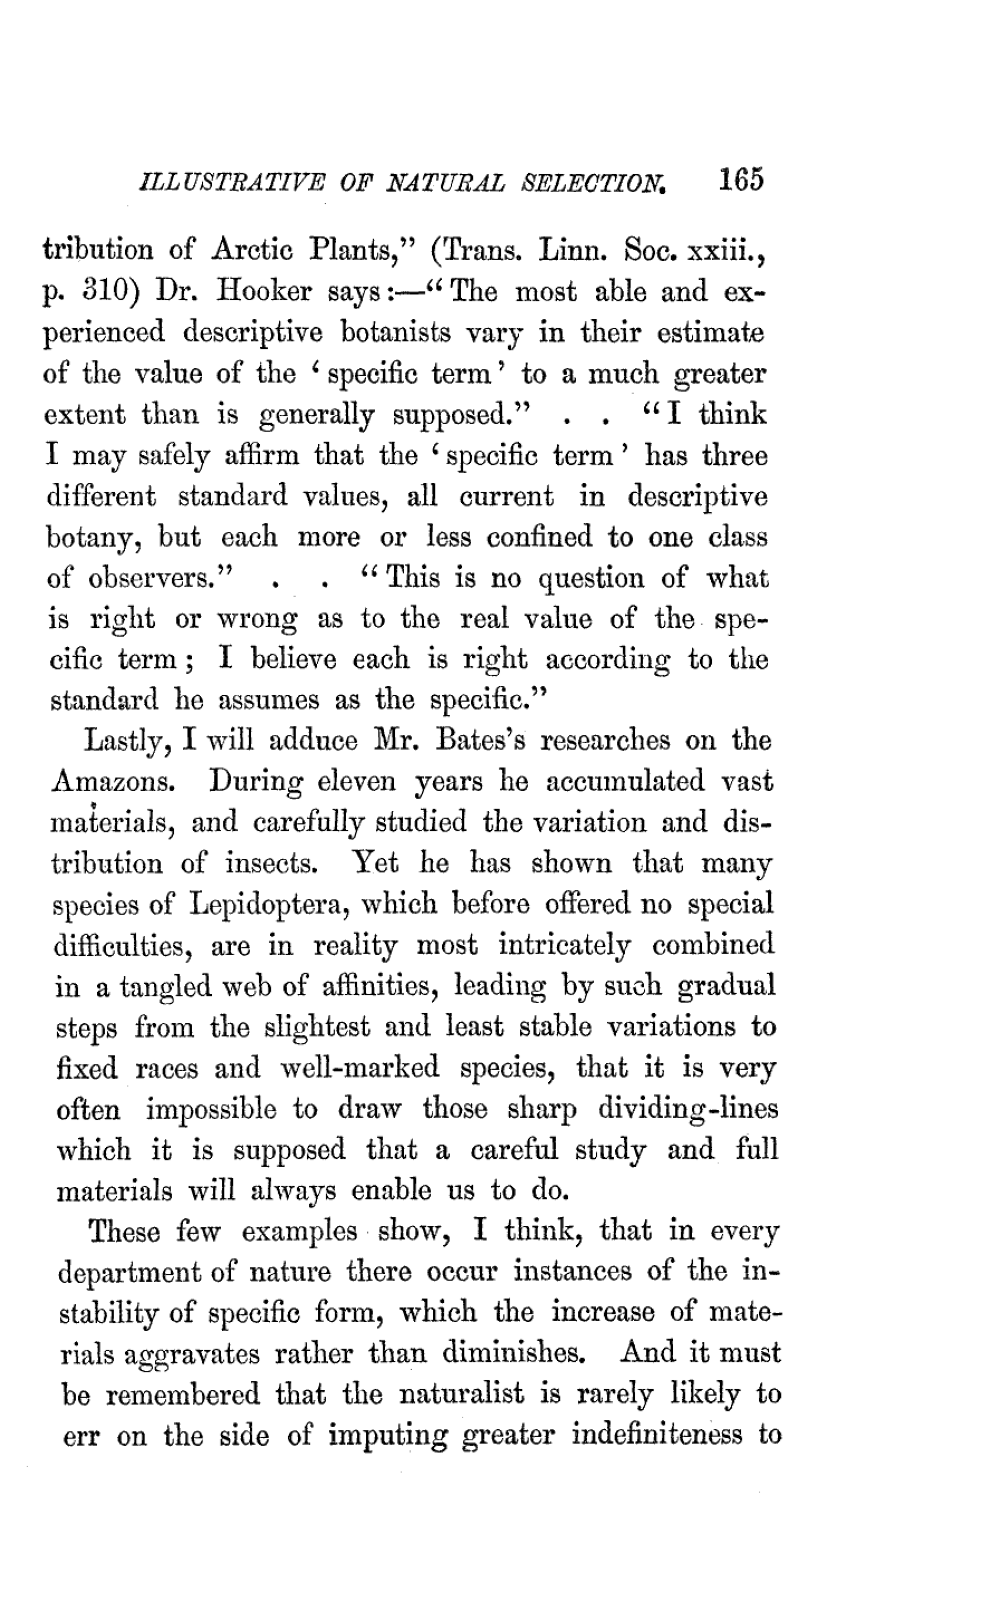 ILLUSTRATIVE OF NATURAL SELECTION. 165
tribution of Arctic Plants,” (Trans. Linn. Soc. xxiii.,
p. 310) Dr. Hooker says:—“The most able and ex-
perienced descriptive botanists vary in their estimate
of the value of the ‘specific term’ to a much greater
extent than is generally supposed.” . . “I think
I may safely affirm that the ‘specific term’ has three
different standard values, all current in descriptive
botany, but each more or less confined to one class
of observers.” . . “This is no question of what
is right or wrong as to the real value of the spe-
cific term; I believe each is right according to the
standard he assumes as the specific.”
Lastly, I will adduce Mr. Bates’s researches on the
Amazons. During eleven years he accumulated vast
materials, and carefully studied the variation and dis-
tribution of insects. Yet he has shown that many
species of Lepidoptera, which before offered no special
difficulties, are in reality most intricately combined
in a tangled web of affinities, leading by such gradual
steps from the slightest and least stable variations to
fixed races and well-marked species, that it is very
often impossible to draw those sharp dividing-lines
which it is supposed that a careful study and full
materials will always enable us to do.
These few examples show, I think, that in every
department of nature there occur instances of the in-
stability of specific form, which the increase of mate-
rials aggravates rather than diminishes. And it must
be remembered that the naturalist is rarely likely to
err on the side of imputing greater indefiniteness to